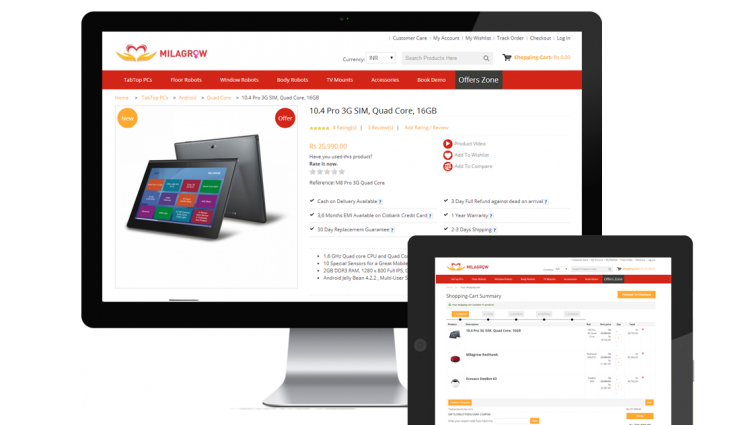 Customer Care | My Account | My Wishlist | Track Order | Checkout | Log In
MILAGROW
Currency: INR Search Products Here Shopping Cart: Rs 0.00
TabTop PCs Floor Robots Window Robots Body Robots TV Mounts Accessories Book Demo Offers Zone
Home > TabTop PCs > Android > Quad Core > 10.4 Pro 3G SIM, Quad Core, 16GB
New
Offer
10.4 Pro 3G SIM, Quad Core, 16GB
4 Rating(s) | 3 Review(s) | Add Rating / Review
Rs 25,990.00
Have you used this product?
Rate it now.
Reference: M8 Pro 3G Quad Core
Product Video
Add To Wishlist
Add To Compare
Cash on Delivery Available ?
3 Day Full Refund against dead on arrival ?
3,6 Months EMI Available on Citibank Credit Card ?
1 Year Warranty ?
30 Day Replacement Guarantee ?
2-3 Days Shipping ?
1.6 GHz Quad core CPU and Quad Co
10 Special Sensors for a Great Mobile
2GB DDR3 RAM, 1280 x 800 Full IPS,
Android Jelly Bean 4.2.2 , Multi-User S
MILAGROW
Offers Zone
Shopping-Cart Summary
Product Description Total
10.4 Pro 3G SIM, Quad Core, 16GB
Milagrow RedHawk